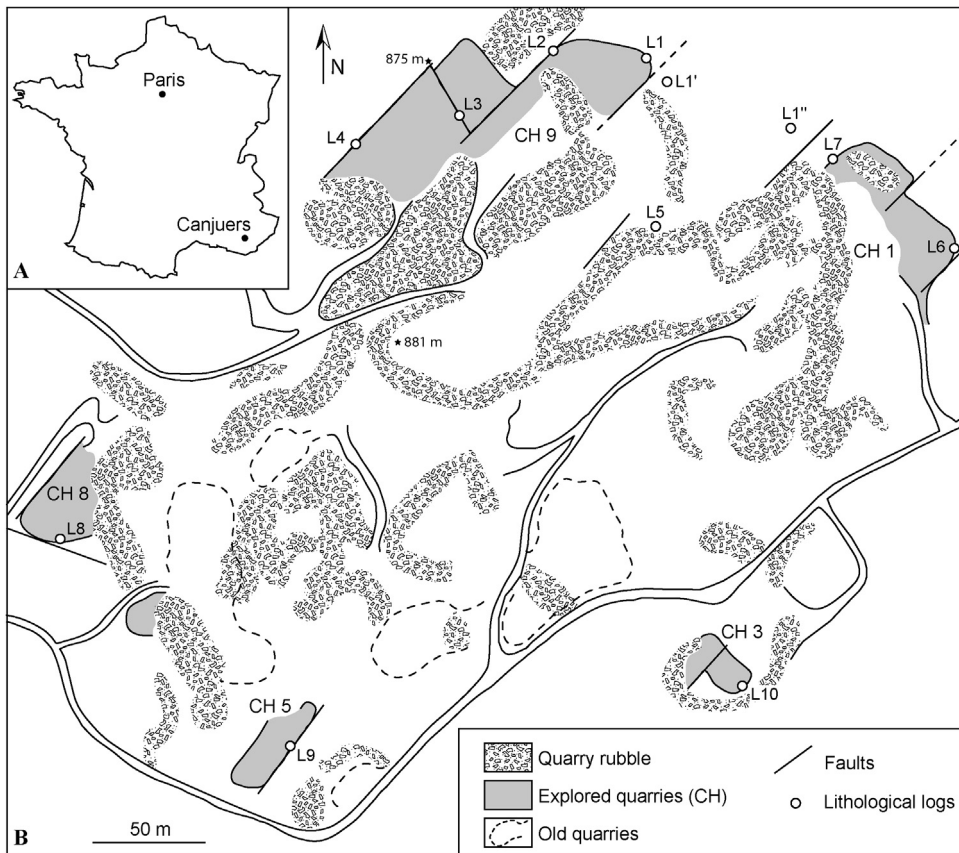 Paris
Canjuers
A
N
875 m
L2
L1
L1'
L3
L4
CH 9
L1''
L7
L5
CH 1
L6
881 m
CH 8
L8
CH 3
L10
CH 5
L9
Quarry rubble
Explored quarries (CH)
Old quarries
Faults
Lithological logs
B
50 m